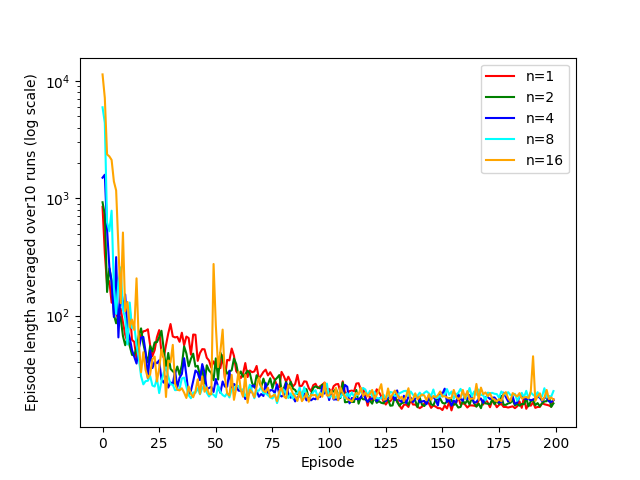 Episode length averaged over10 runs (log scale)
10⁴
10³
10²
n=1
n=2
n=4
n=8
n=16
0 25 50 75 100 125 150 175 200
Episode